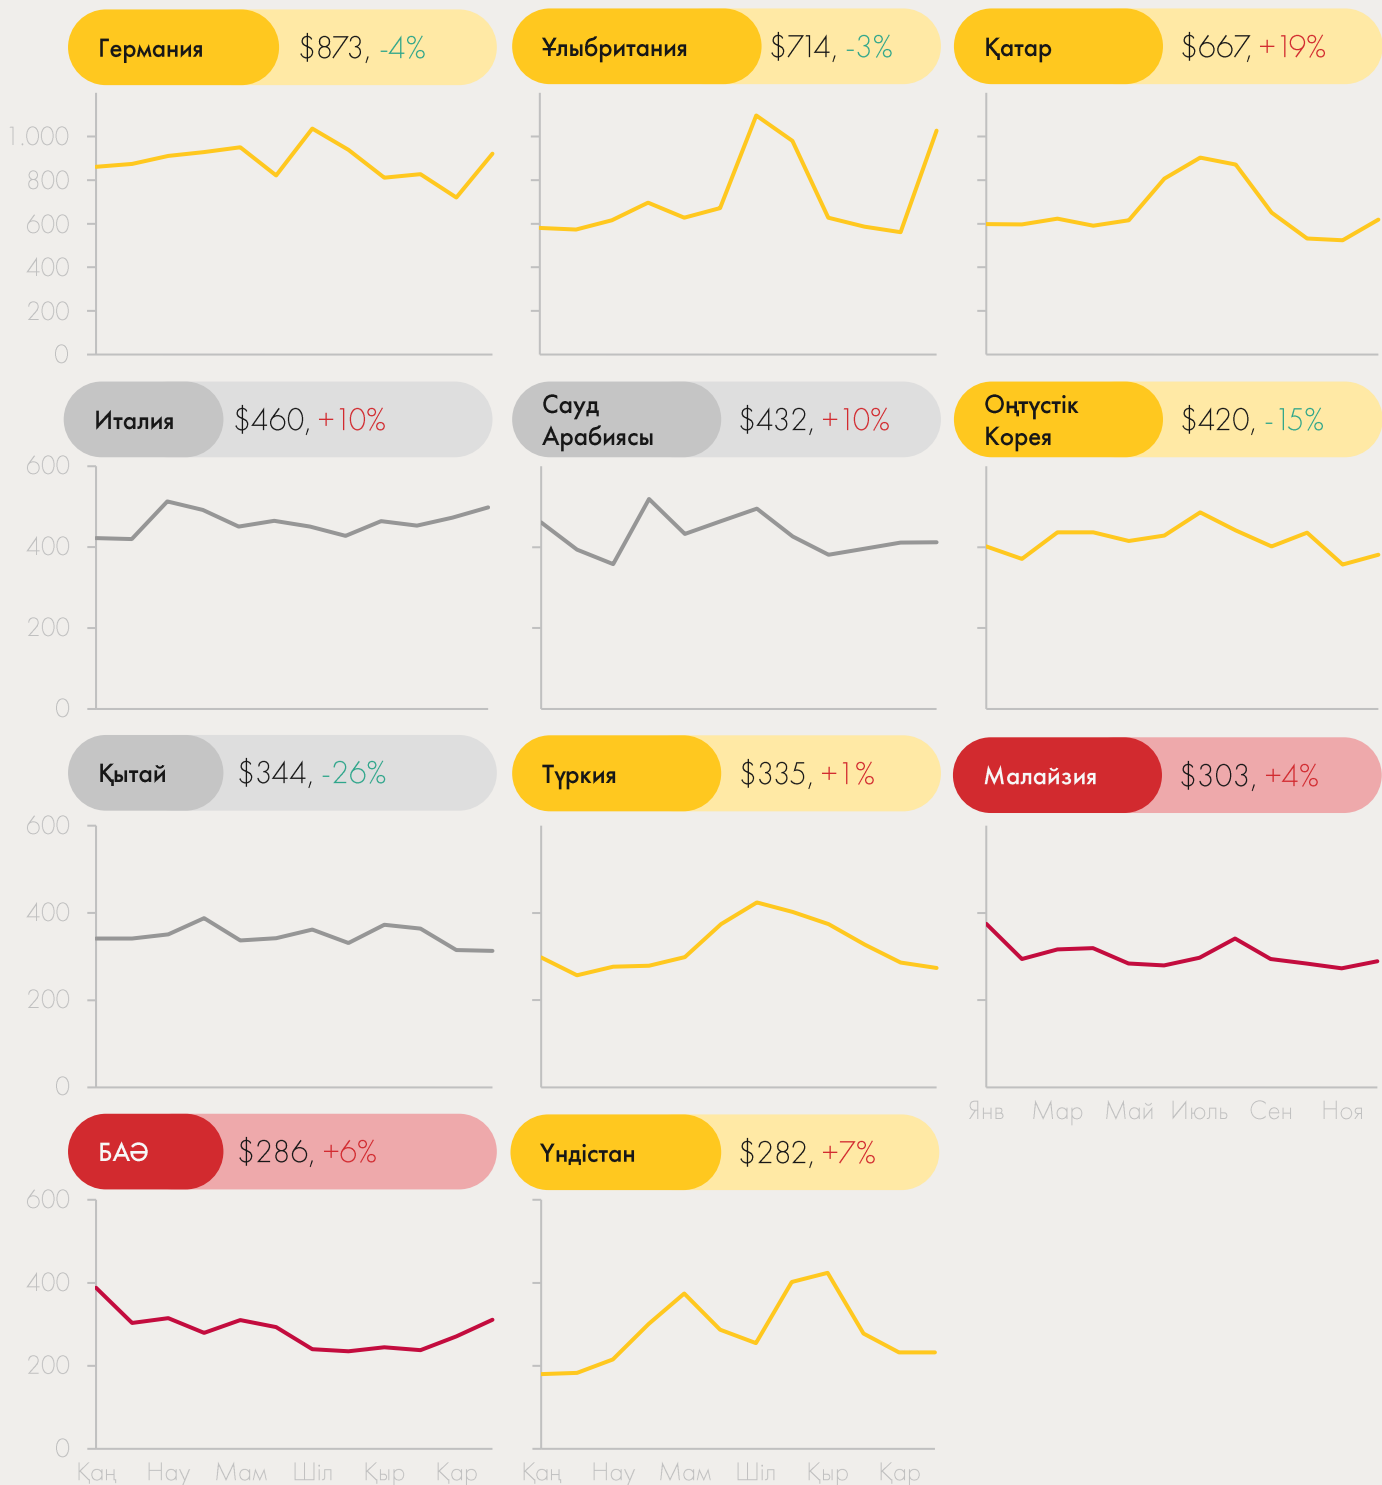 Германия $873, -4%
Ұлыбритания $714, -3%
Қатар $667, +19%
1.000
800
600
400
200
0
Италия $460, +10%
Сауд
Арабиясы $432, +10%
Оңтүстік
Корея $420, -15%
600
400
200
0
Қытай $344, -26%
Түркия $335, +1%
Малайзия $303, +4%
600
400
200
0
Янв Мар Май Июль Сен Ноя
БАӘ $286, +6%
Үндістан $282, +7%
600
400
200
0
Қаң Нау Мам Шіл Қыр Қар
Қаң Нау Мам Шіл Қыр Қар